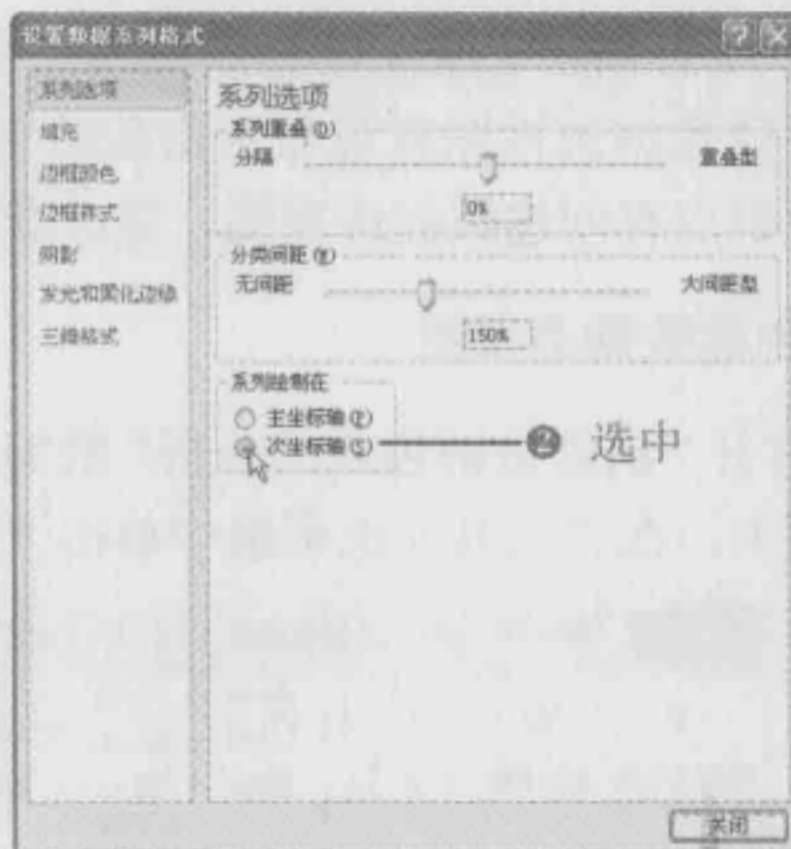 设置数据系列格式
系列选项
填充
边框颜色
边框样式
阴影
发光和柔化边缘
三维格式
系列选项
系列重叠(O)
分隔 重叠型
0%
分类间距(W)
无间距 大间距型
150%
系列绘制在
主坐标轴(P)
次坐标轴(S) 选中
关闭